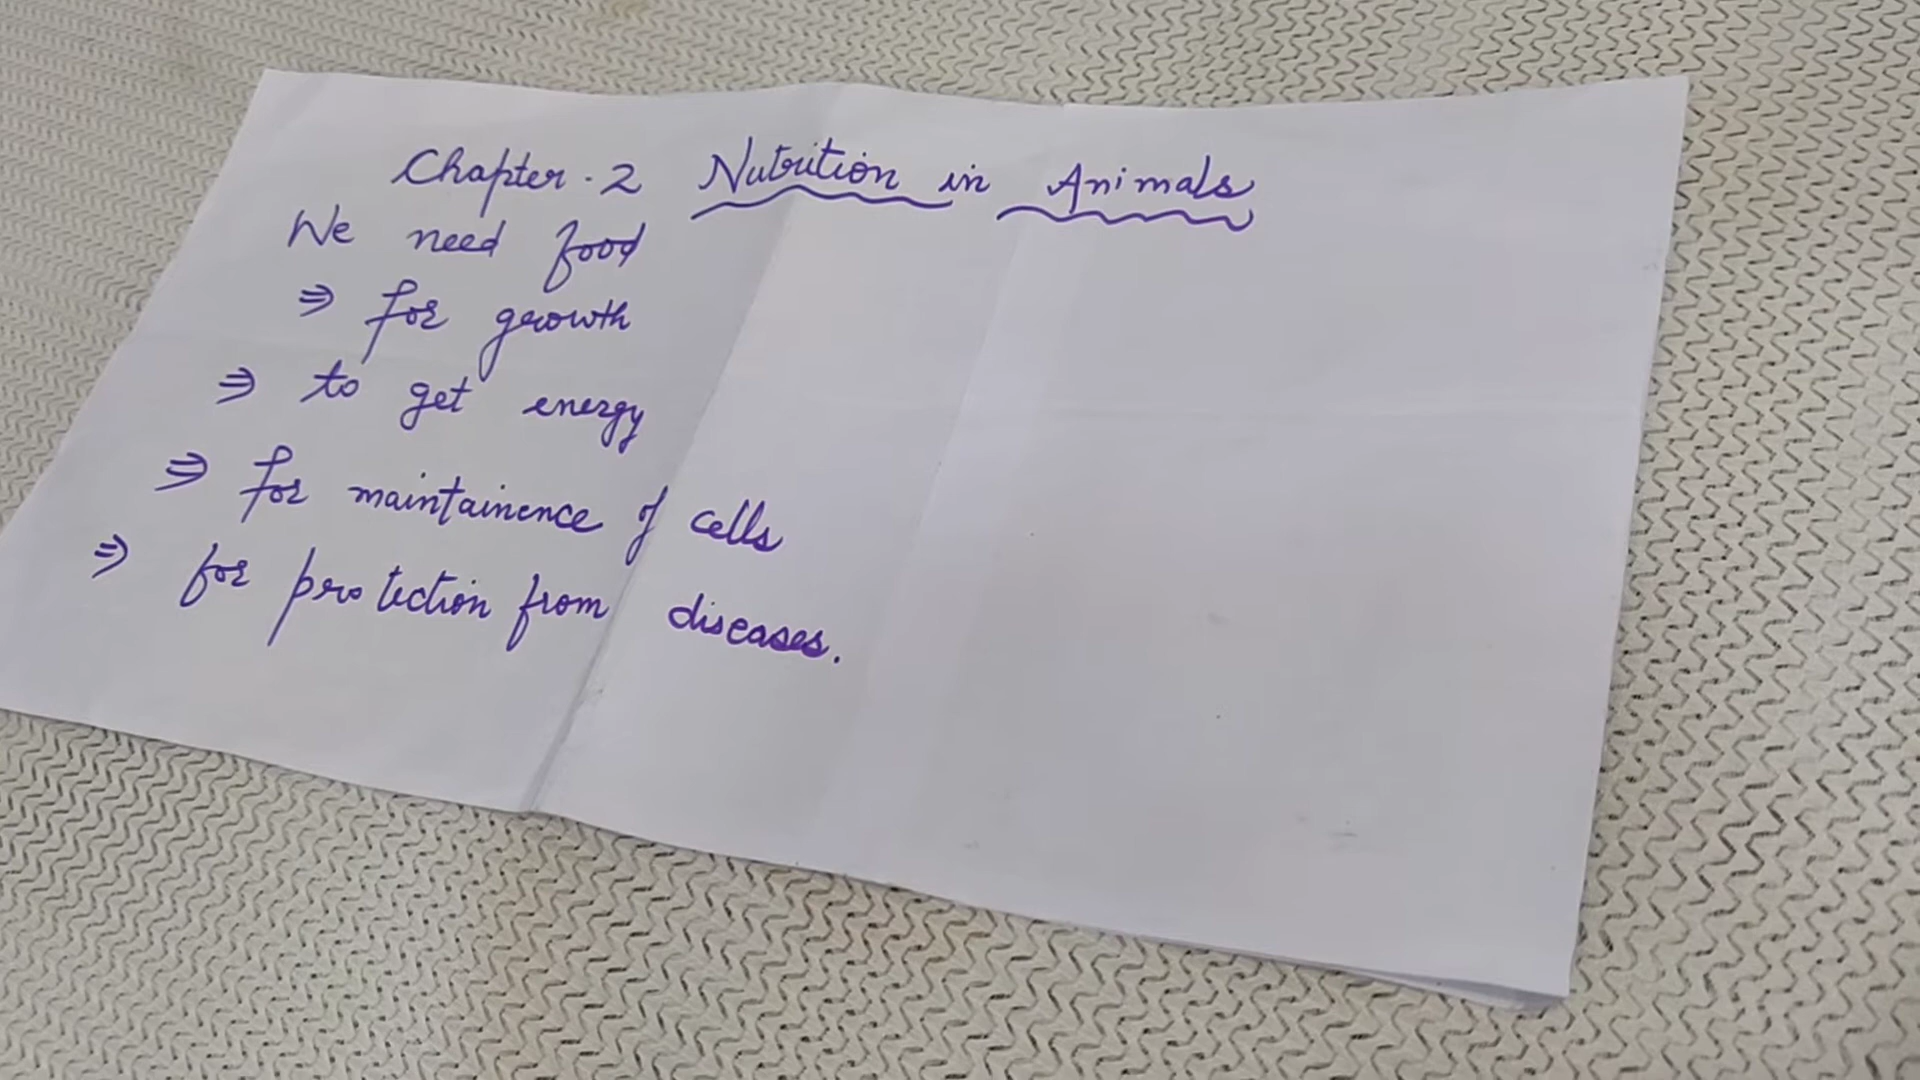 Chapter.2 Nutrition in Animals
We need food
⇒ for growth
⇒ to get energy
⇒ for maintainence of cells
⇒ for protection from diseases.